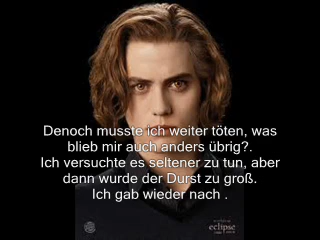 Denoch musste ich weiter töten, was
blieb mir auch anders übrig?.
Ich versuchte es seltener zu tun, aber
dann wurde der Durst zu groß.
Ich gab wieder nach .
eclipse